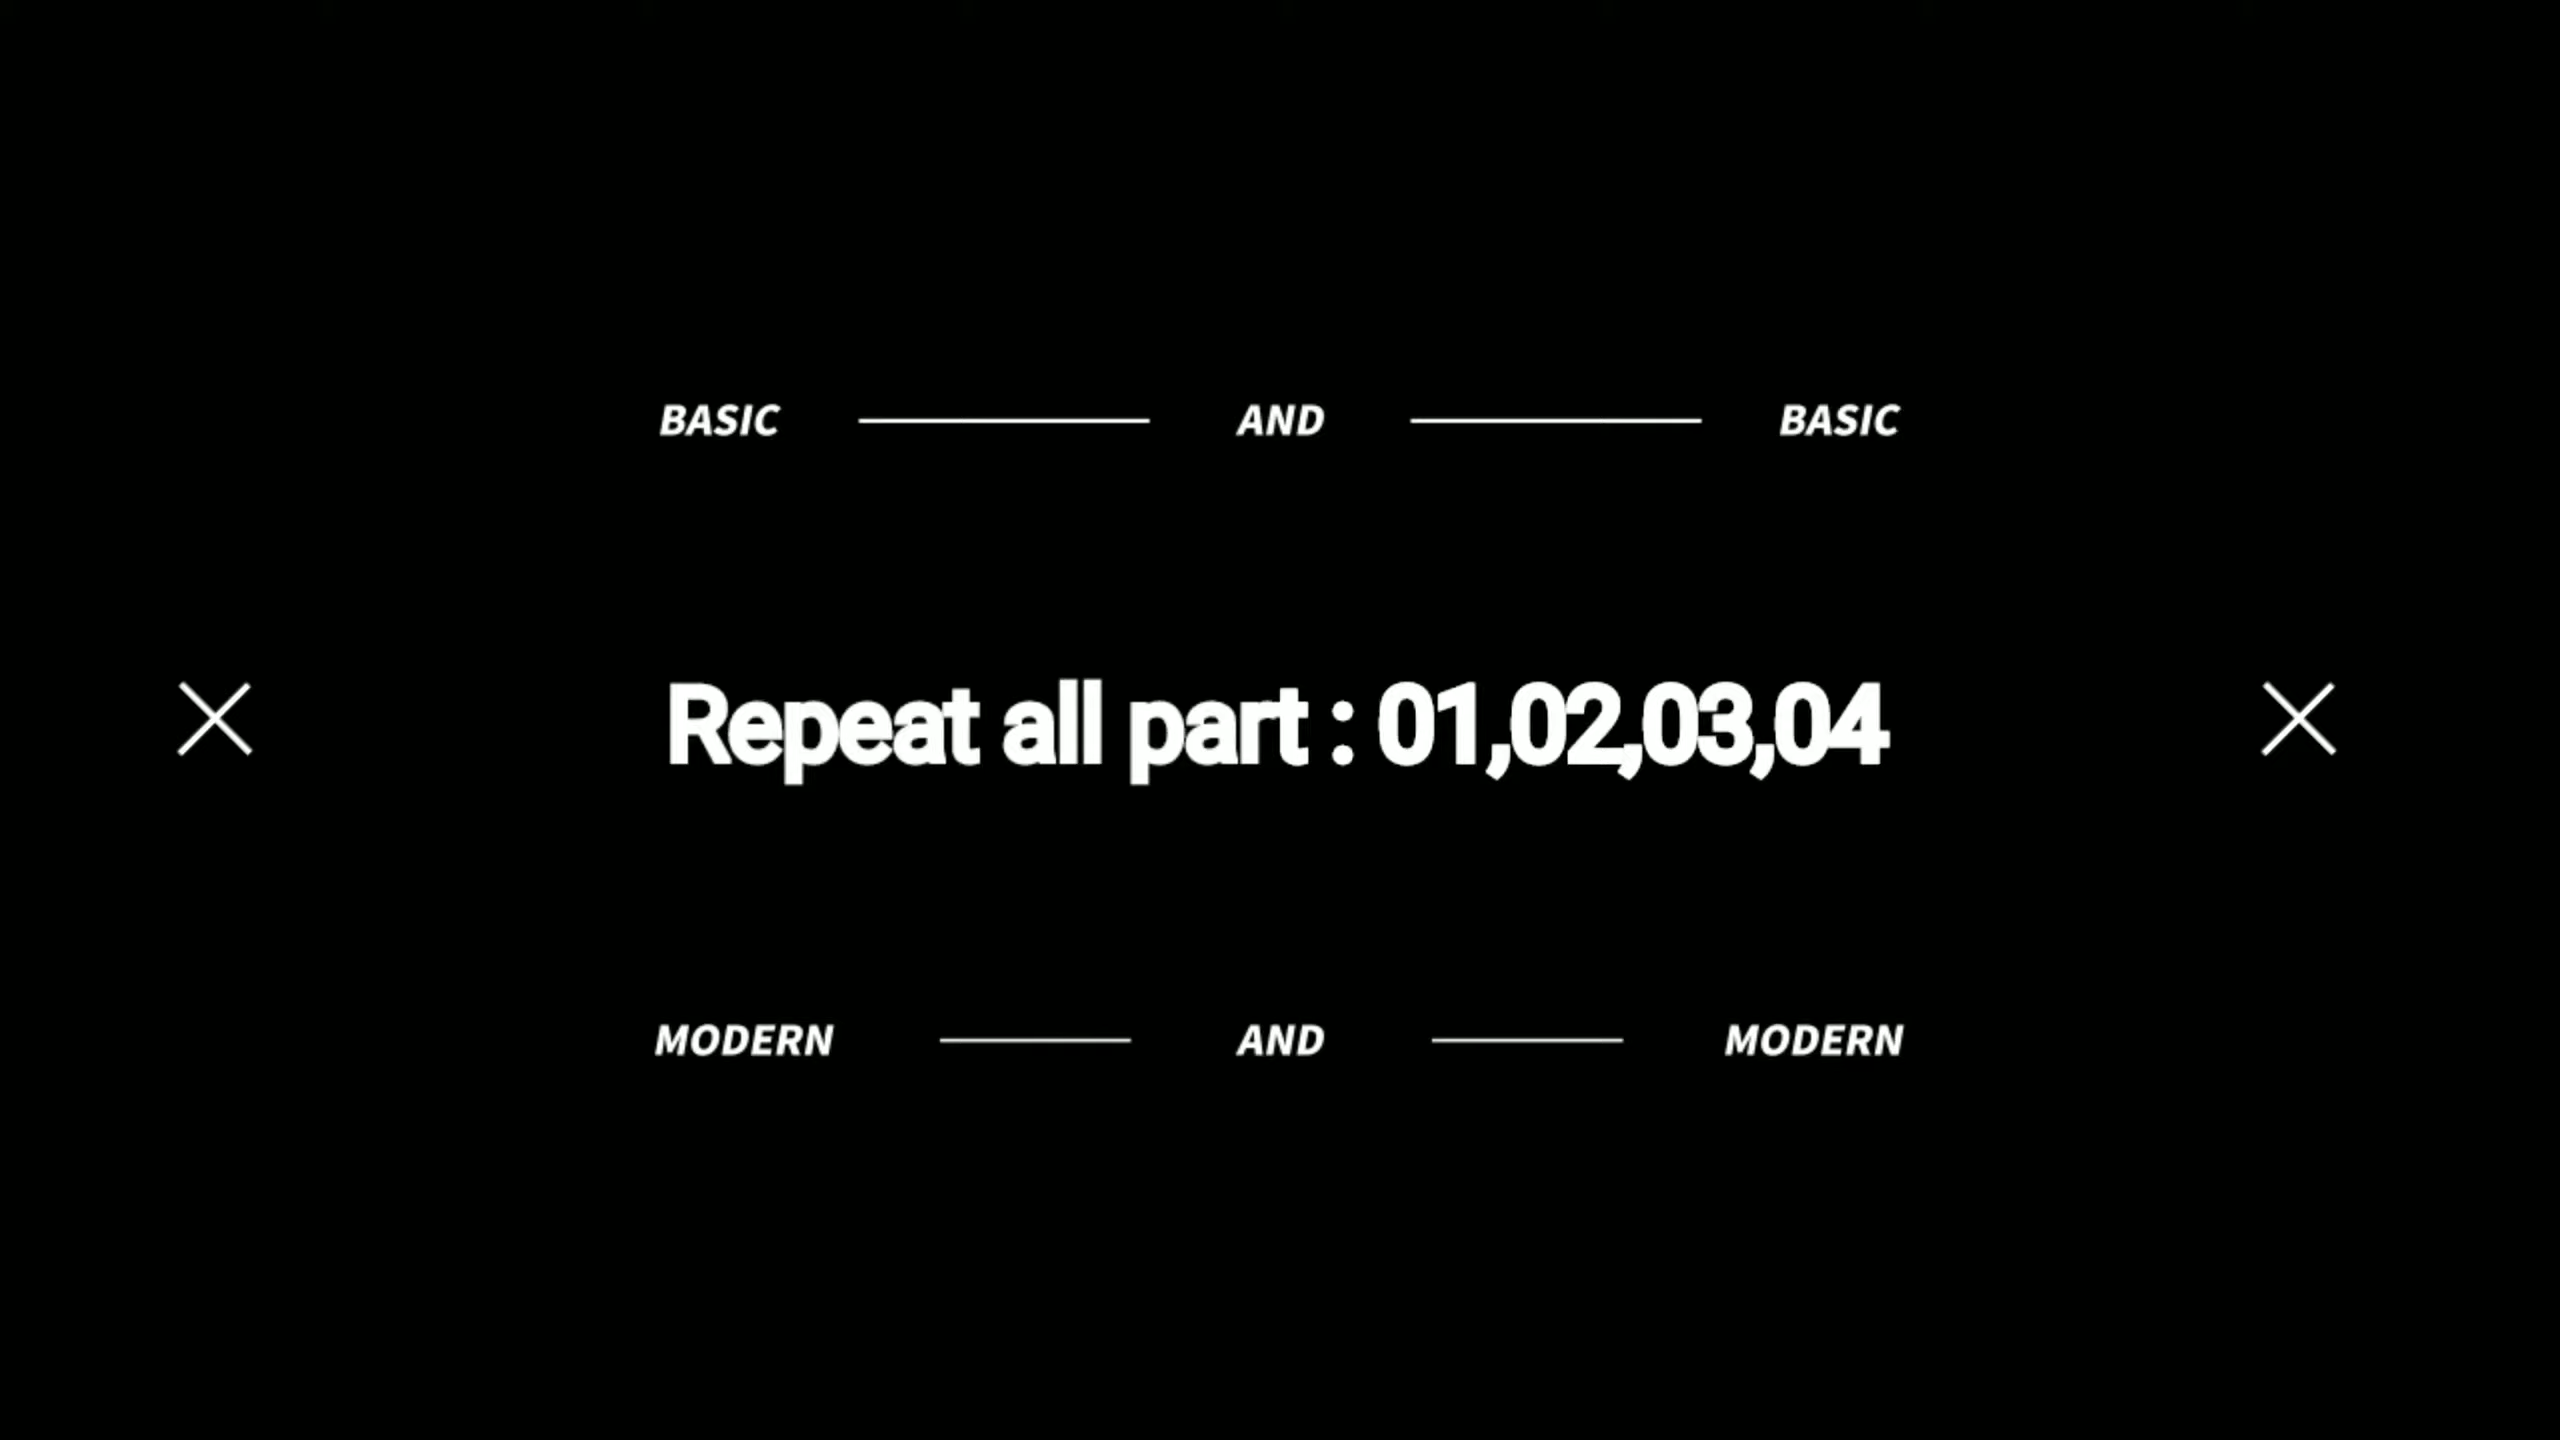 BASIC AND BASIC
Repeat all part : 01,02,03,04
MODERN AND MODERN